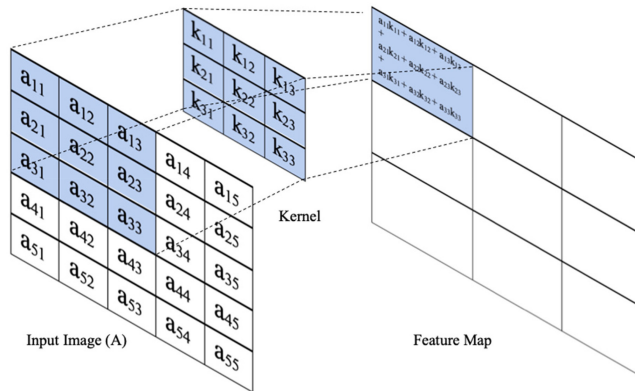 a11 a12 a13 a14 a15
a21 a22 a23 a24 a25
a31 a32 a33 a34 a35
a41 a42 a43 a44 a45
a51 a52 a53 a54 a55
Input Image (A)
k11 k12 k13
k21 k22 k23
k31 k32 k33
Kernel
a11k11 + a12k12 + a13k13
+
a21k21 + a22k22 + a23k23
+
a31k31 + a32k32 + a33k33
Feature Map